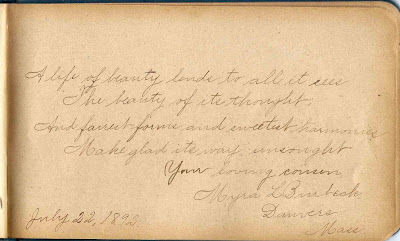 A life of beauty lends to all it sees
The beauty of its thought;
And fairest forms and sweetest harmonies
Make glad its way, unsought
Your loving cousin
Myra L. Burbeck
Danvers
Mass.
July 22, 1892